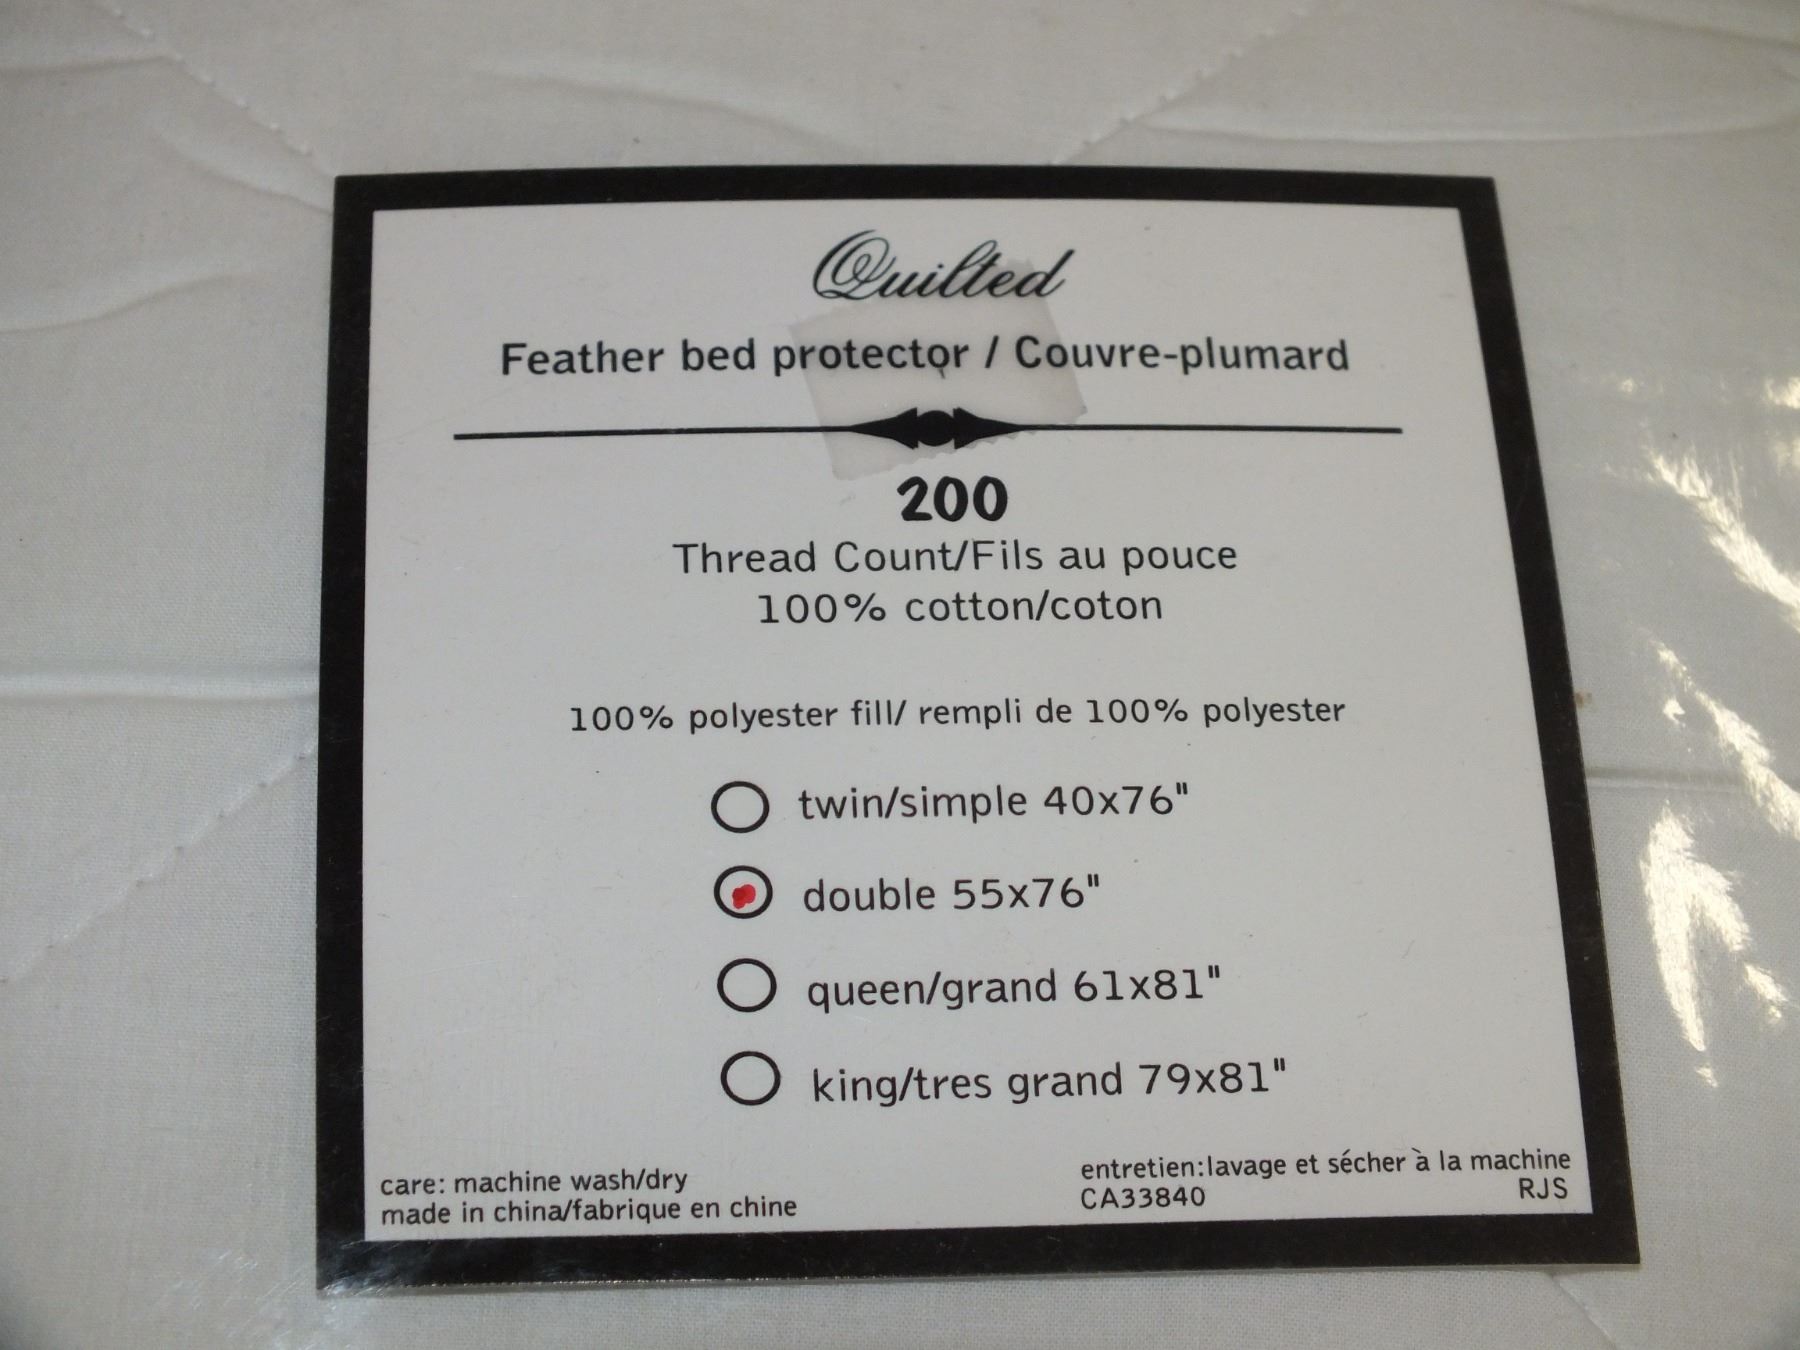 Quilted
Feather bed protector / Couvre-plumard
200
Thread Count/Fils au pouce
100% cotton/coton
100% polyester fill/ rempli de 100% polyester
twin/simple 40x76"
double 55x76"
queen/grand 61x81"
king/tres grand 79x81"
care: machine wash/dry
made in china/fabrique en chine
entretien:lavage et sécher à la machine
CA33840 RJS